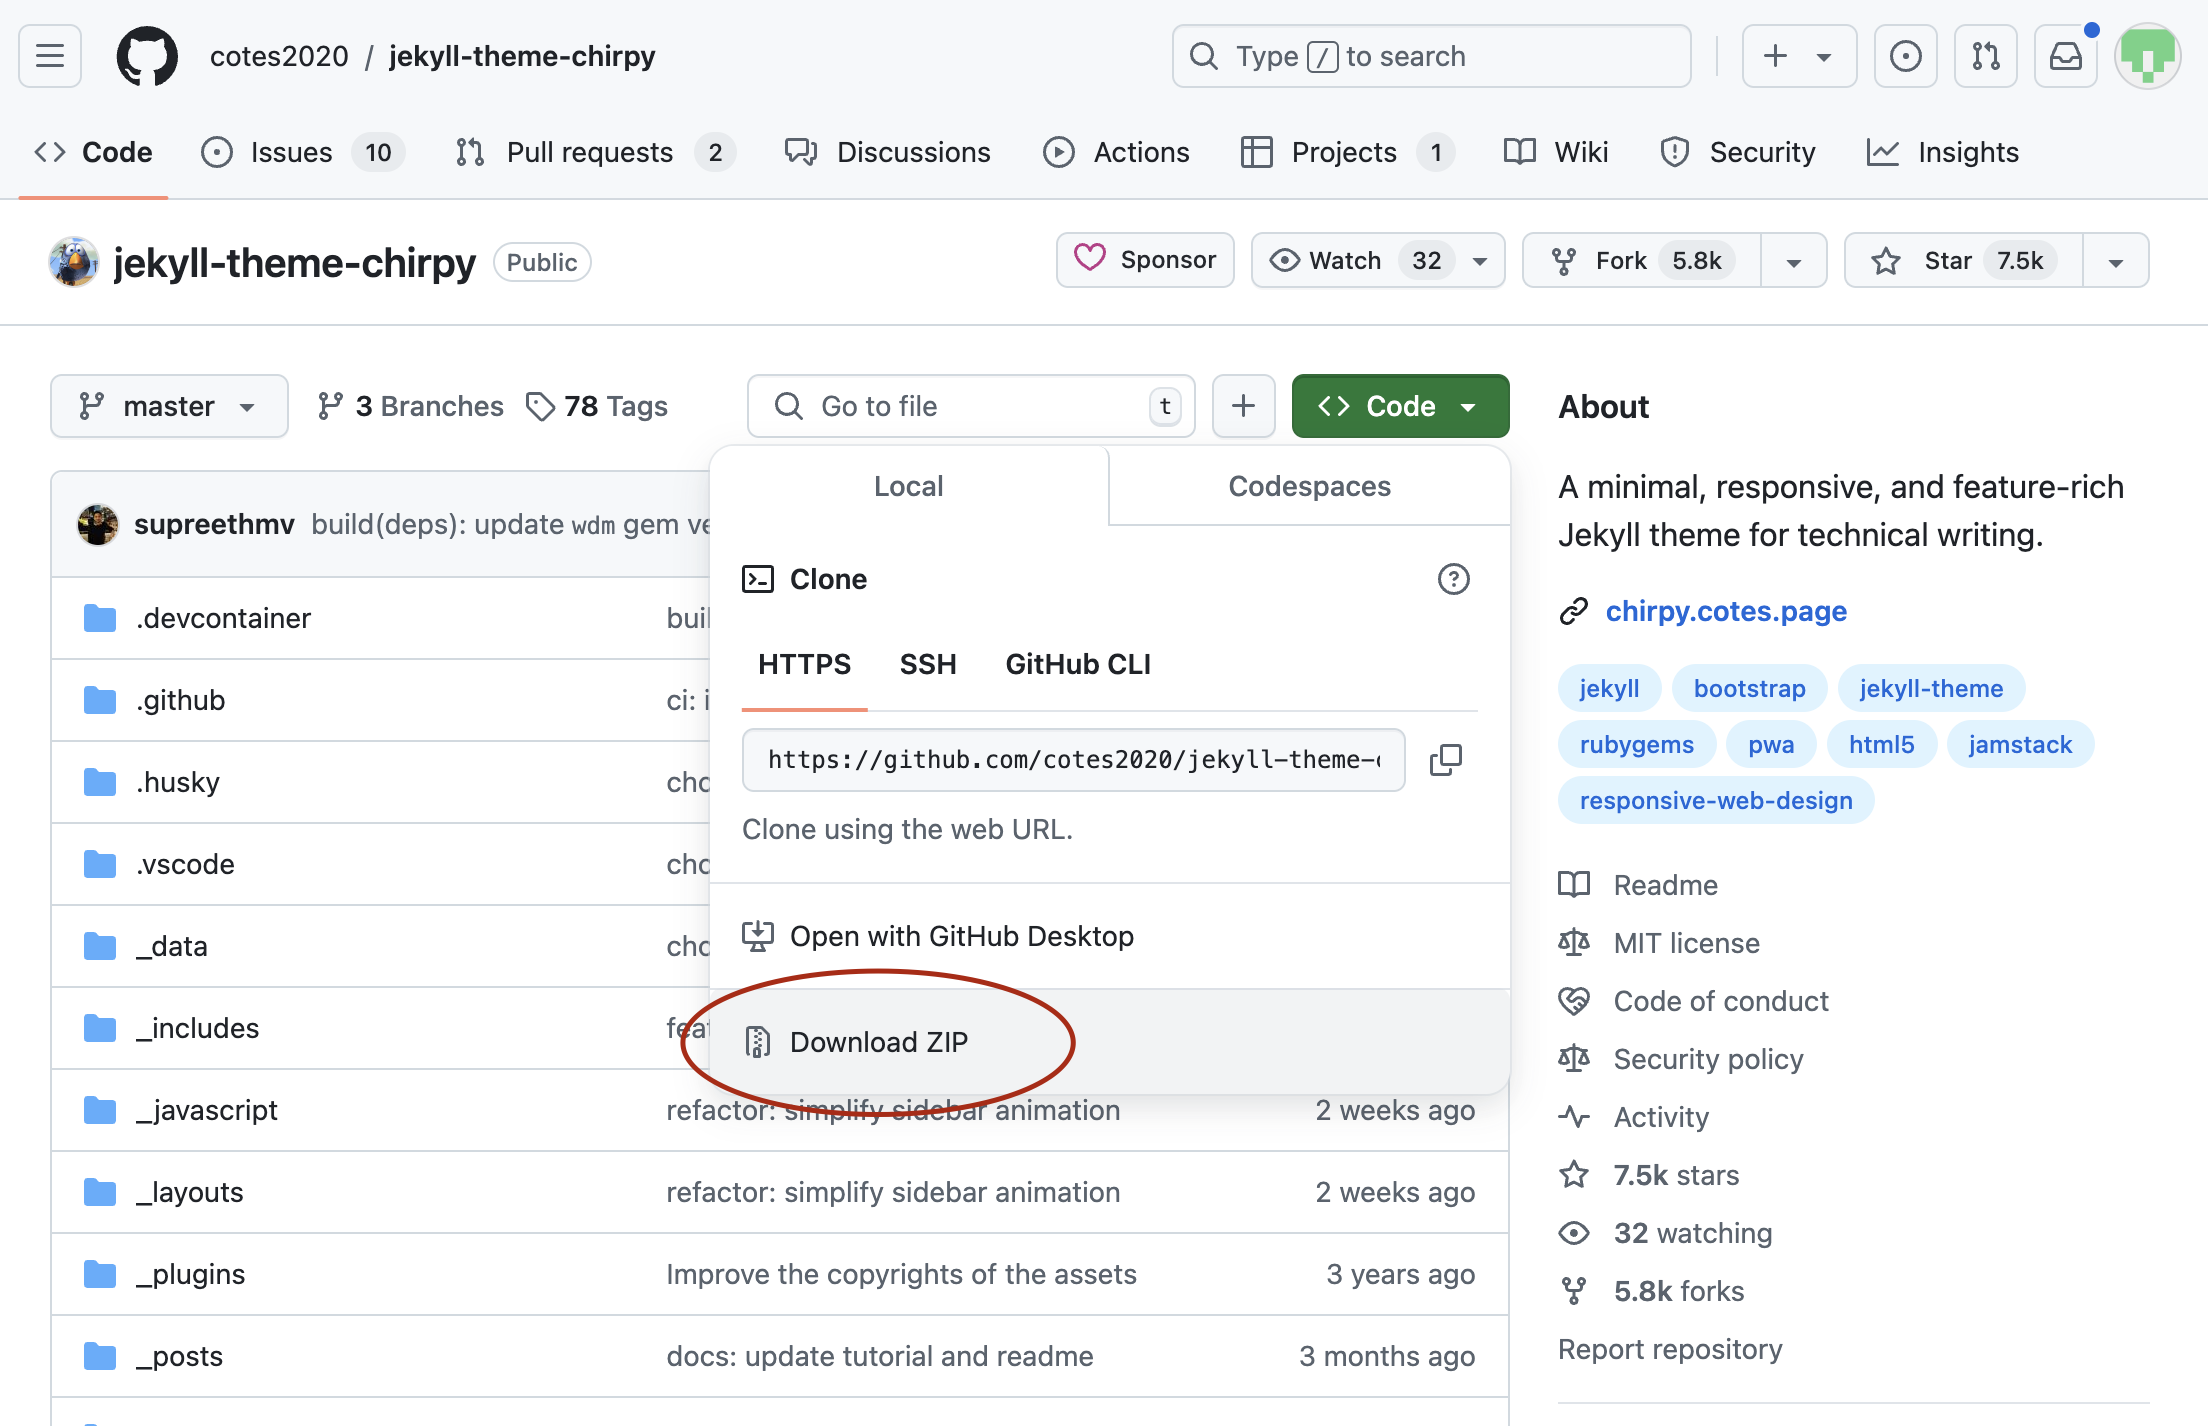 cotes2020 / jekyll-theme-chirpy
Type / to search
Code
Issues 10
Pull requests 2
Discussions
Actions
Projects 1
Wiki
Security
Insights
jekyll-theme-chirpy Public
Sponsor
Watch 32
Fork 5.8k
Star 7.5k
master
3 Branches
78 Tags
Go to file t
Code
Local
Codespaces
Clone
HTTPS
SSH
GitHub CLI
https://github.com/cotes2020/jekyll-theme-c
Clone using the web URL.
Open with GitHub Desktop
Download ZIP
supreethmv build(deps): update wdm gem ve
.devcontainer buil
.github ci: i
.husky cho
.vscode cho
_data cho
_includes feat
_javascript refactor: simplify sidebar animation 2 weeks ago
_layouts refactor: simplify sidebar animation 2 weeks ago
_plugins Improve the copyrights of the assets 3 years ago
_posts docs: update tutorial and readme 3 months ago
About
A minimal, responsive, and feature-rich
Jekyll theme for technical writing.
chirpy.cotes.page
jekyll bootstrap jekyll-theme
rubygems pwa html5 jamstack
responsive-web-design
Readme
MIT license
Code of conduct
Security policy
Activity
7.5k stars
32 watching
5.8k forks
Report repository